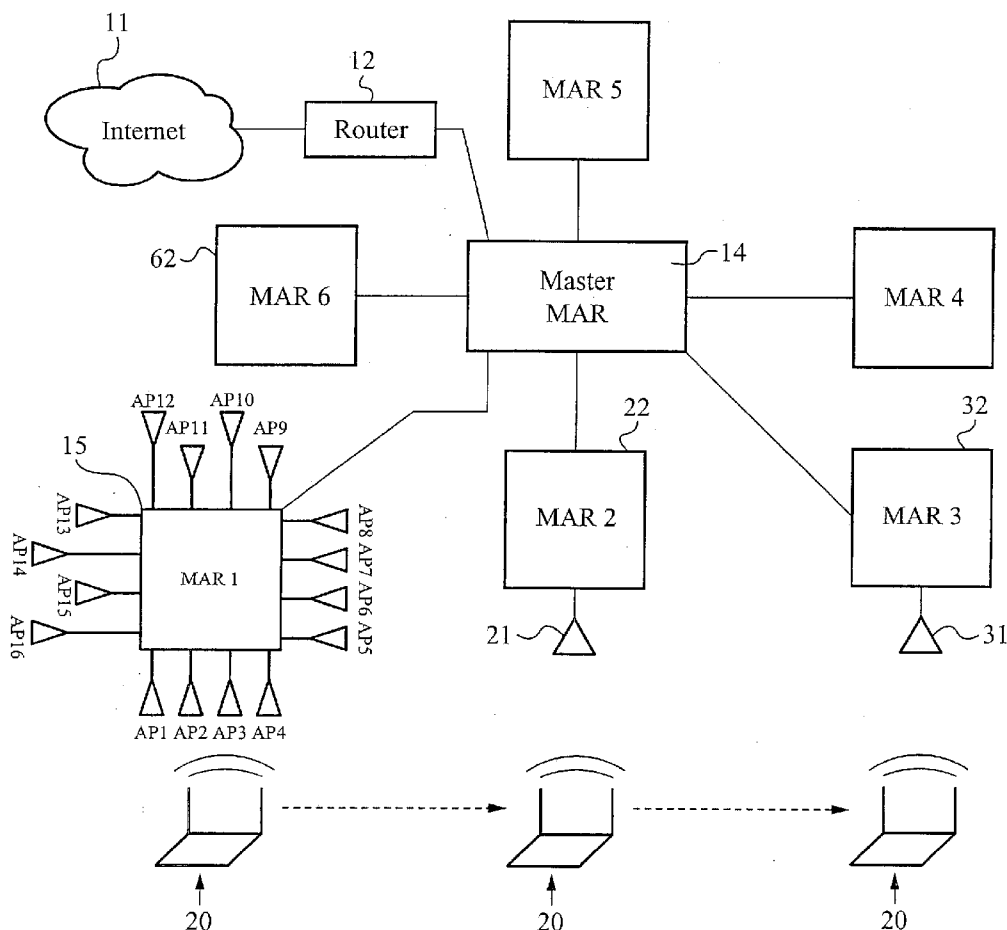 11
12
Internet
Router
MAR 5
62
14
MAR 6
Master
MAR
MAR 4
AP12
AP10
AP11
AP9
15
22
32
AP13
AP8
AP14
AP7
MAR 1
MAR 2
MAR 3
AP15
AP6
AP16
AP5
21
31
AP1
AP2
AP3
AP4
20
20
20